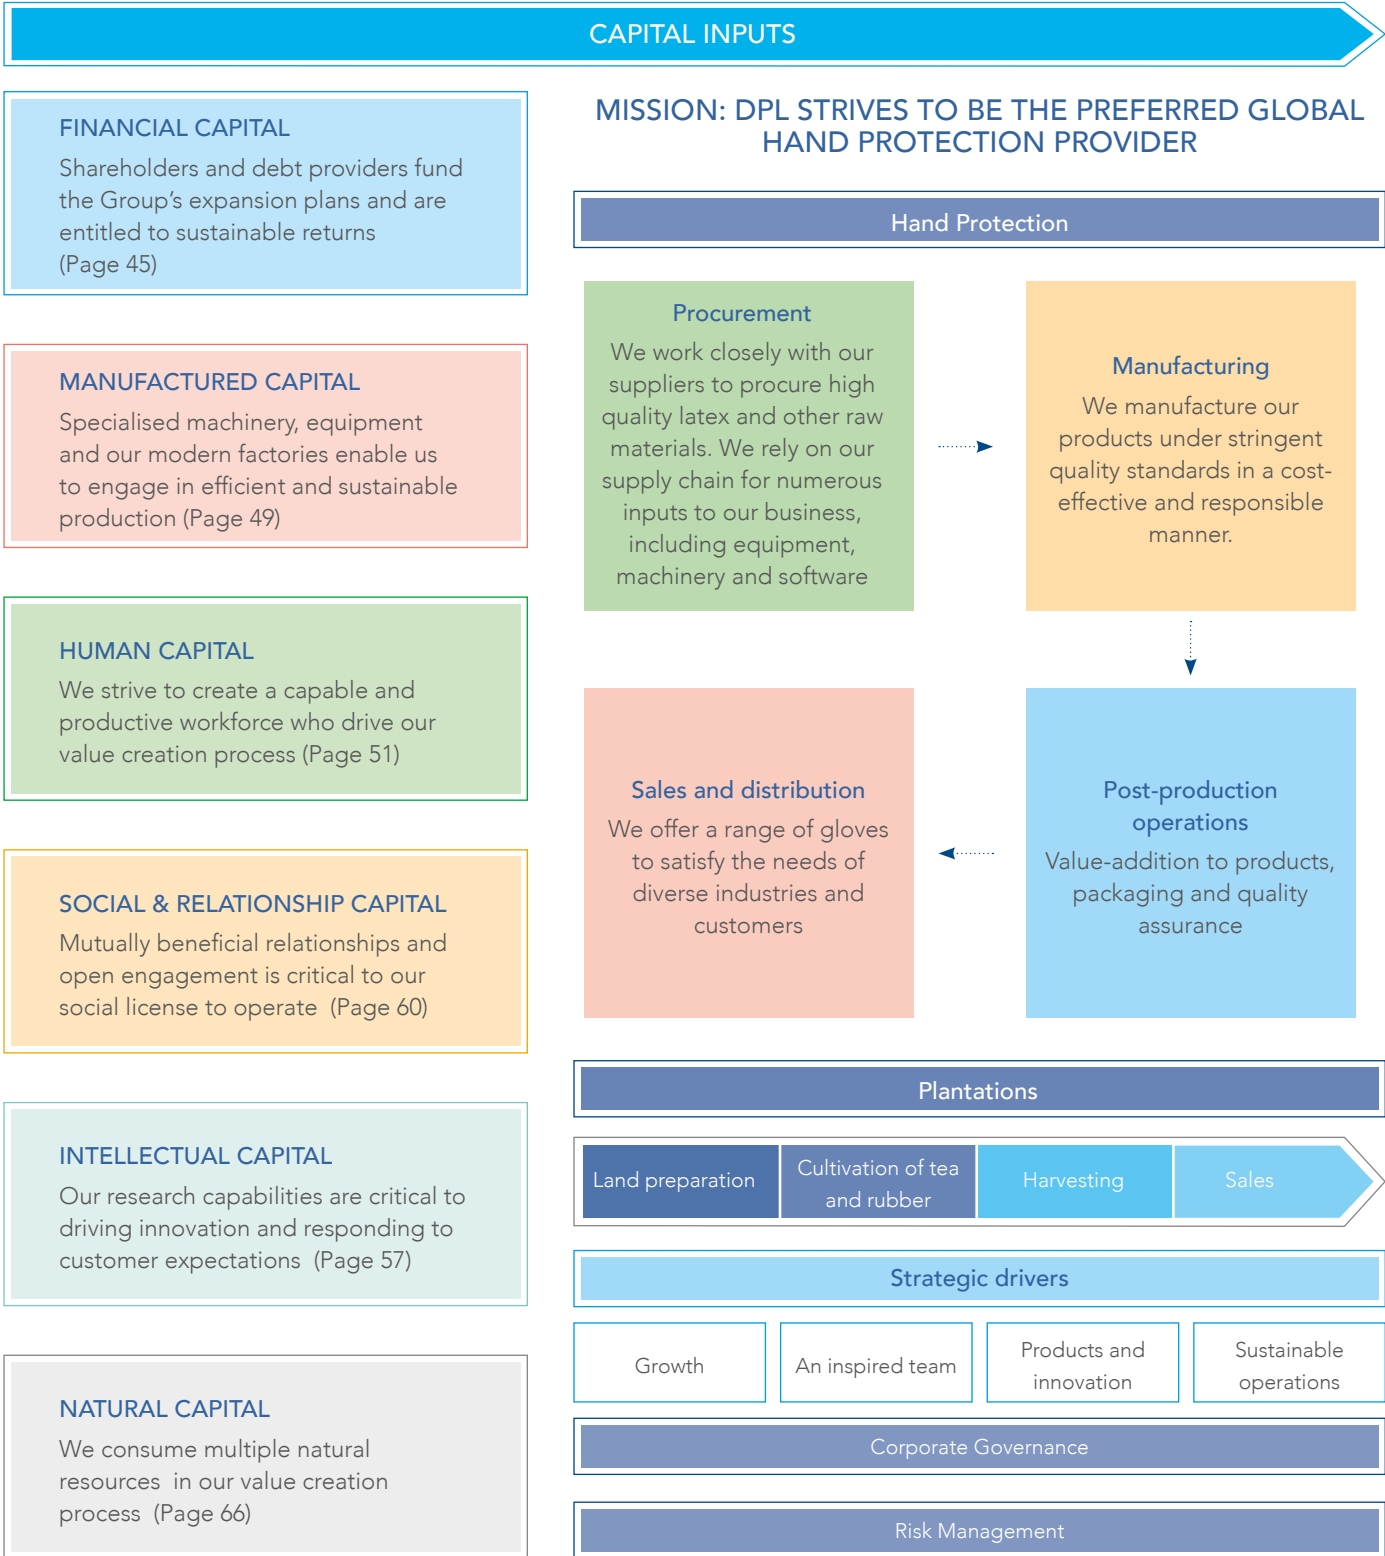 CAPITAL INPUTS
FINANCIAL CAPITAL
Shareholders and debt providers fund
the Group's expansion plans and are
entitled to sustainable returns
(Page 45)
MANUFACTURED CAPITAL
Specialised machinery, equipment
and our modern factories enable us
to engage in efficient and sustainable
production (Page 49)
HUMAN CAPITAL
We strive to create a capable and
productive workforce who drive our
value creation process (Page 51)
SOCIAL & RELATIONSHIP CAPITAL
Mutually beneficial relationships and
open engagement is critical to our
social license to operate  (Page 60)
INTELLECTUAL CAPITAL
Our research capabilities are critical to
driving innovation and responding to
customer expectations  (Page 57)
NATURAL CAPITAL
We consume multiple natural
resources  in our value creation
process  (Page 66)
MISSION: DPL STRIVES TO BE THE PREFERRED GLOBAL
HAND PROTECTION PROVIDER
Hand Protection
Procurement
We work closely with our
suppliers to procure high
quality latex and other raw
materials. We rely on our
supply chain for numerous
inputs to our business,
including equipment,
machinery and software
Manufacturing
We manufacture our
products under stringent
quality standards in a cost-
effective and responsible
manner.
Sales and distribution
We offer a range of gloves
to satisfy the needs of
diverse industries and
customers
Post-production
operations
Value-addition to products,
packaging and quality
assurance
Plantations
Land preparation
Cultivation of tea
and rubber
Harvesting
Sales
Strategic drivers
Growth
An inspired team
Products and
innovation
Sustainable
operations
Corporate Governance
Risk Management